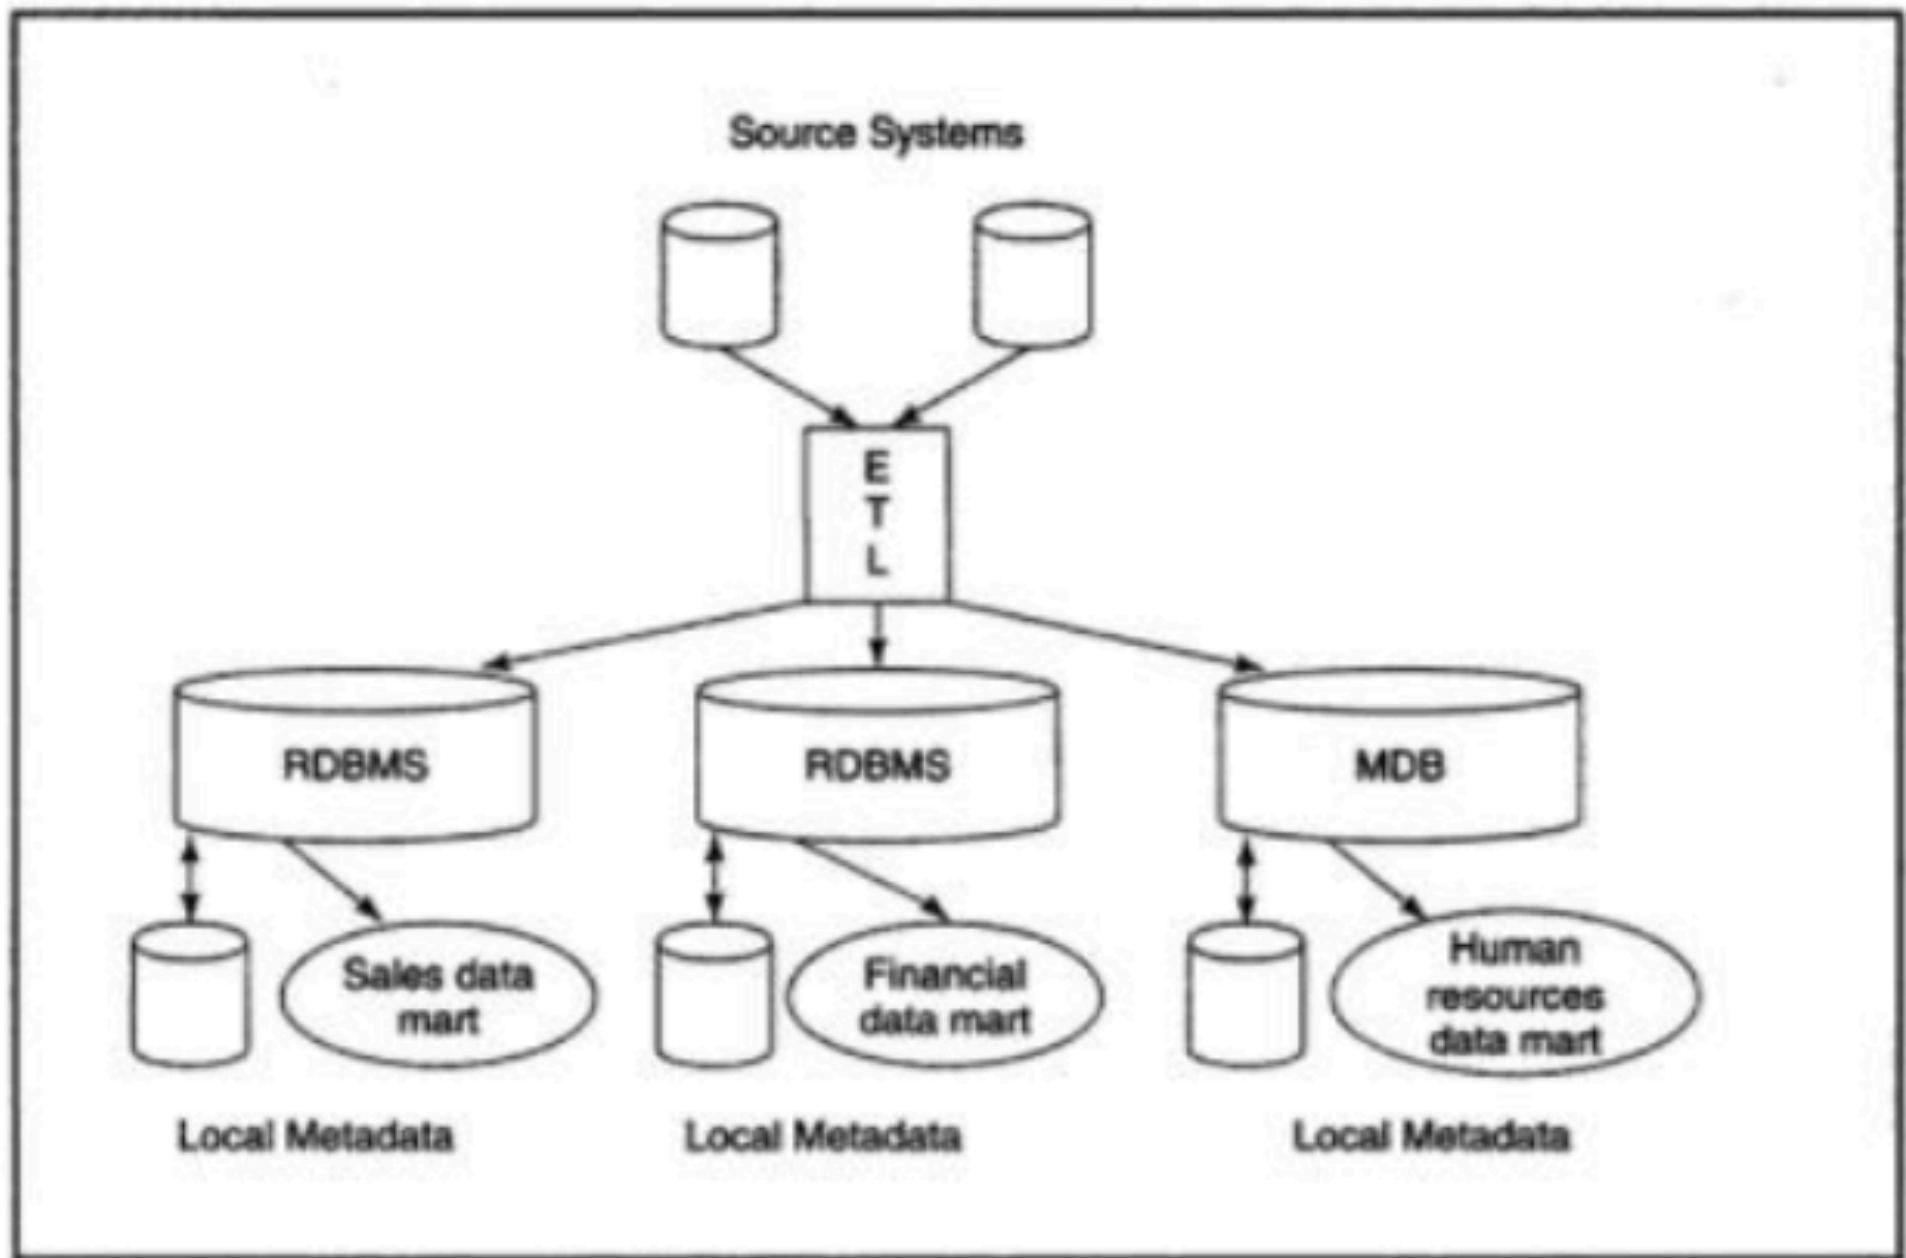 Source Systems
E
T
L
RDBMS
RDBMS
MDB
Sales data
mart
Financial
data mart
Human
resources
data mart
Local Metadata
Local Metadata
Local Metadata